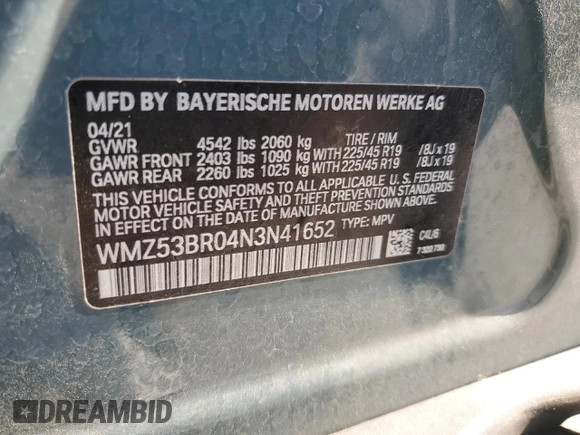 MFD BY BAYERISCHE MOTOREN WERKE AG
04/21
GVWR 4542 lbs 2060 kg TIRE / RIM
GAWR FRONT 2403 lbs 1090 kg WITH 225/45 R19 /8J x 19
GAWR REAR 2260 lbs 1025 kg WITH 225/45 R19 /8J x 19
THIS VEHICLE CONFORMS TO ALL APPLICABLE U. S. FEDERAL
MOTOR VEHICLE SAFETY AND THEFT PREVENTION STANDARDS
IN EFFECT ON THE DATE OF MANUFACTURE SHOWN ABOVE.
WMZ53BR04N3N41652 TYPE: MPV
C4L/6
DREAMBID